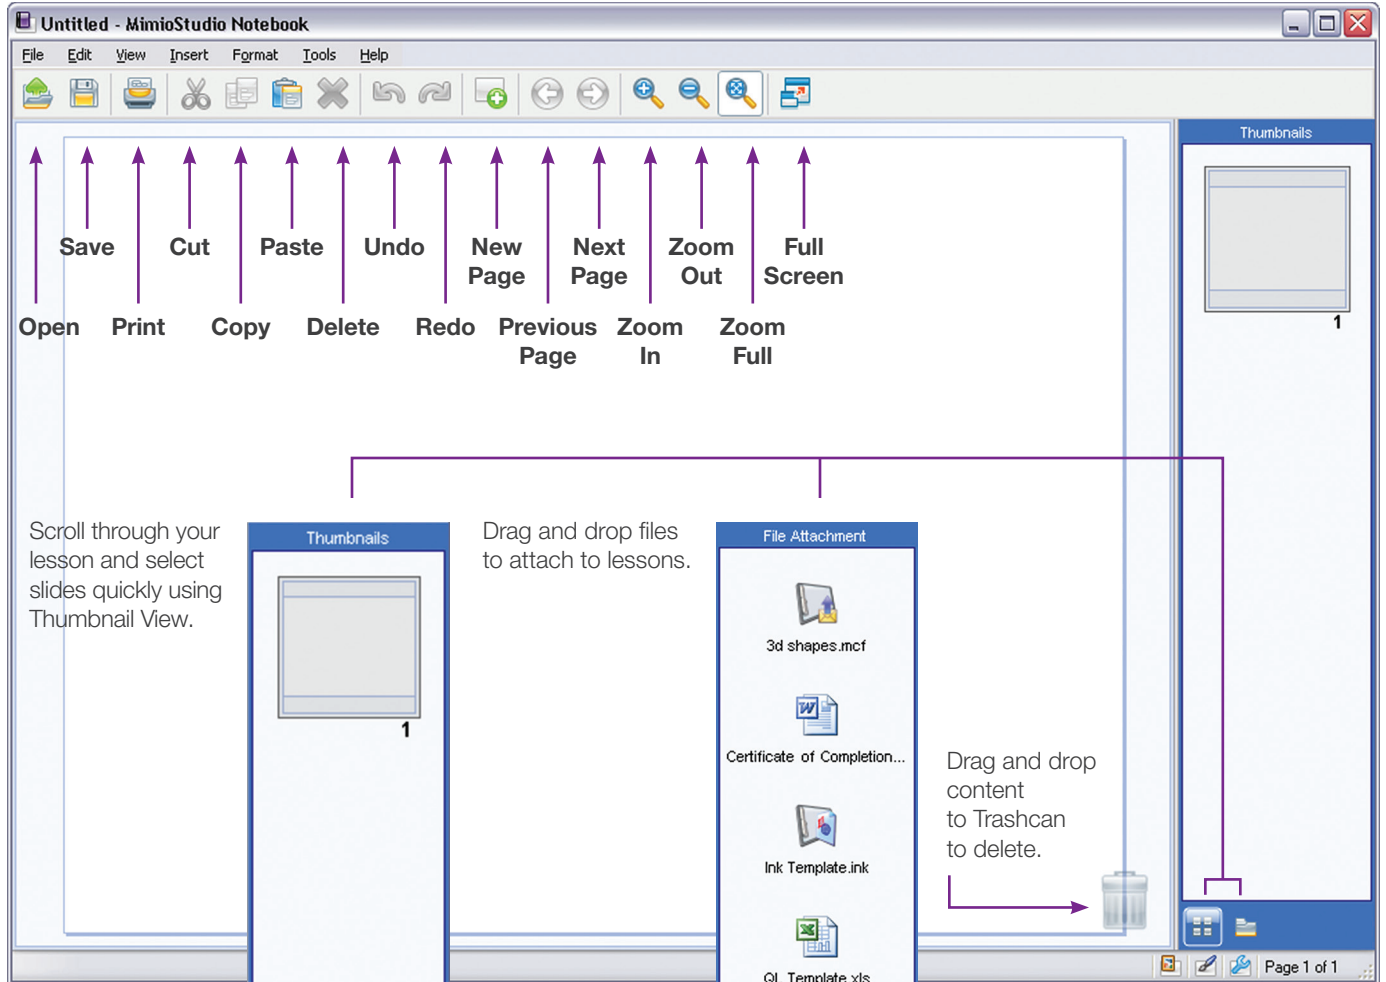 Untitled - MimioStudio Notebook
File Edit View Insert Format Tools Help
Thumbnails
1
Save Cut Paste Undo New Page Next Page Zoom Out Full Screen
Open Print Copy Delete Redo Previous Page Zoom In Zoom Full
Scroll through your
lesson and select
slides quickly using
Thumbnail View.
Thumbnails
1
Drag and drop files
to attach to lessons.
File Attachment
3d shapes.mcf
Certificate of Completion...
Ink Template.ink
QL Template.xls
Drag and drop
content
to Trashcan
to delete.
Page 1 of 1